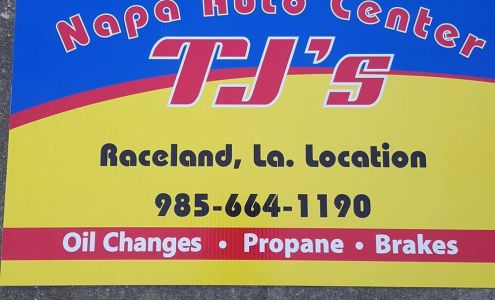 Napa Auto Center
TJ's
Raceland, La. Location
985-664-1190
Oil Changes • Propane • Brakes